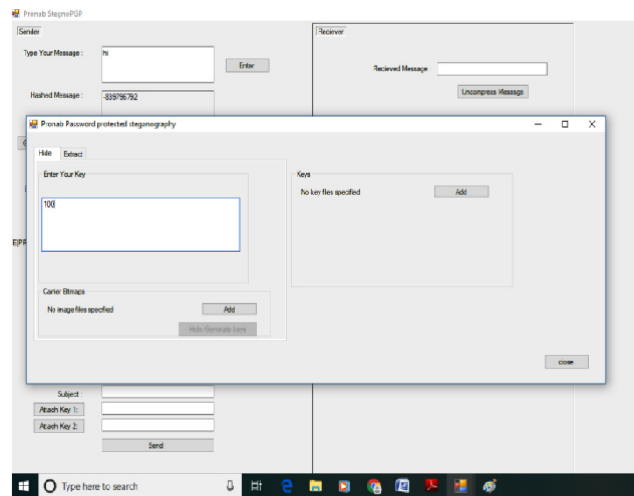 Pronab StegnoPGP
Sender
Reciever
Type Your Message :
hi
Enter
Recieved Message
Hashed Message :
-839796792
Uncompress Message
Pronab Password protected steganography
Hide
Extract
Enter Your Key
100
Keys
No key files specified
Add
Carrier Bitmaps
No image files specified
Add
Hide/Generate keys
close
Subject :
Attach Key 1:
Attach Key 2:
Send
Type here to search